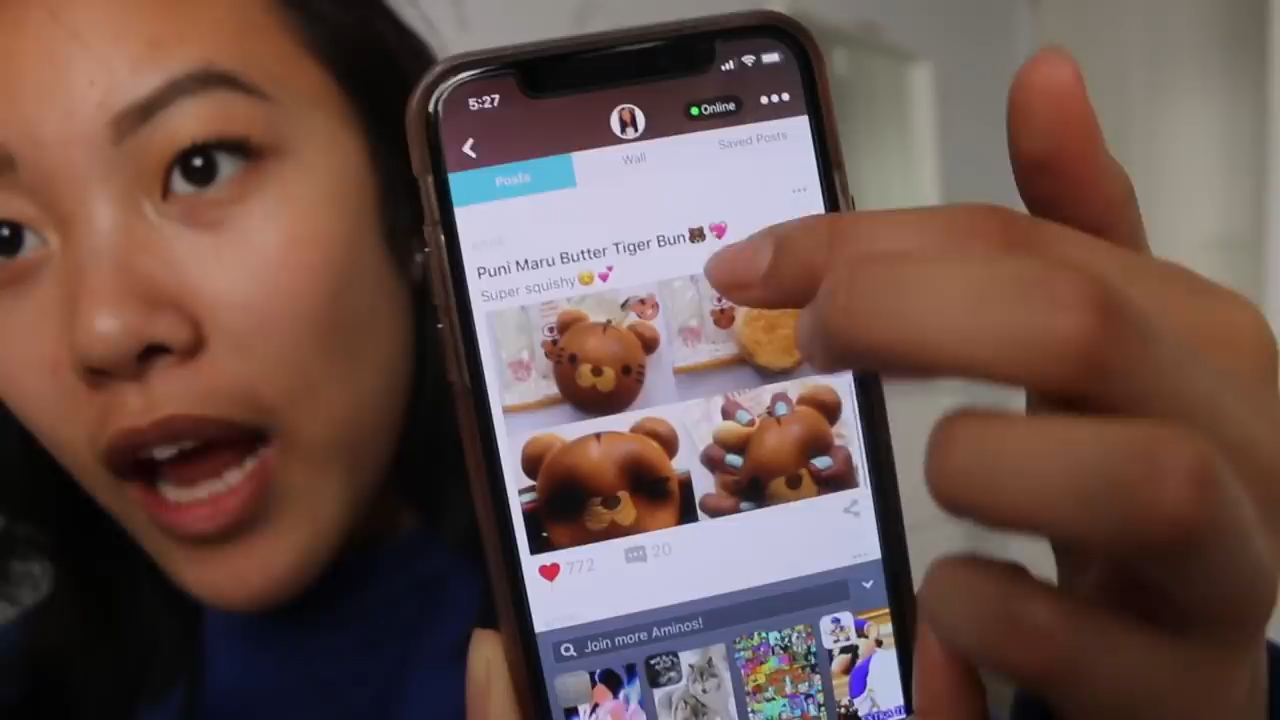 5:27
Online
Posts
Wall
Saved Posts
Puni Maru Butter Tiger Bun🐻💖
Super squishy😊💕
772
20
Join more Aminos!